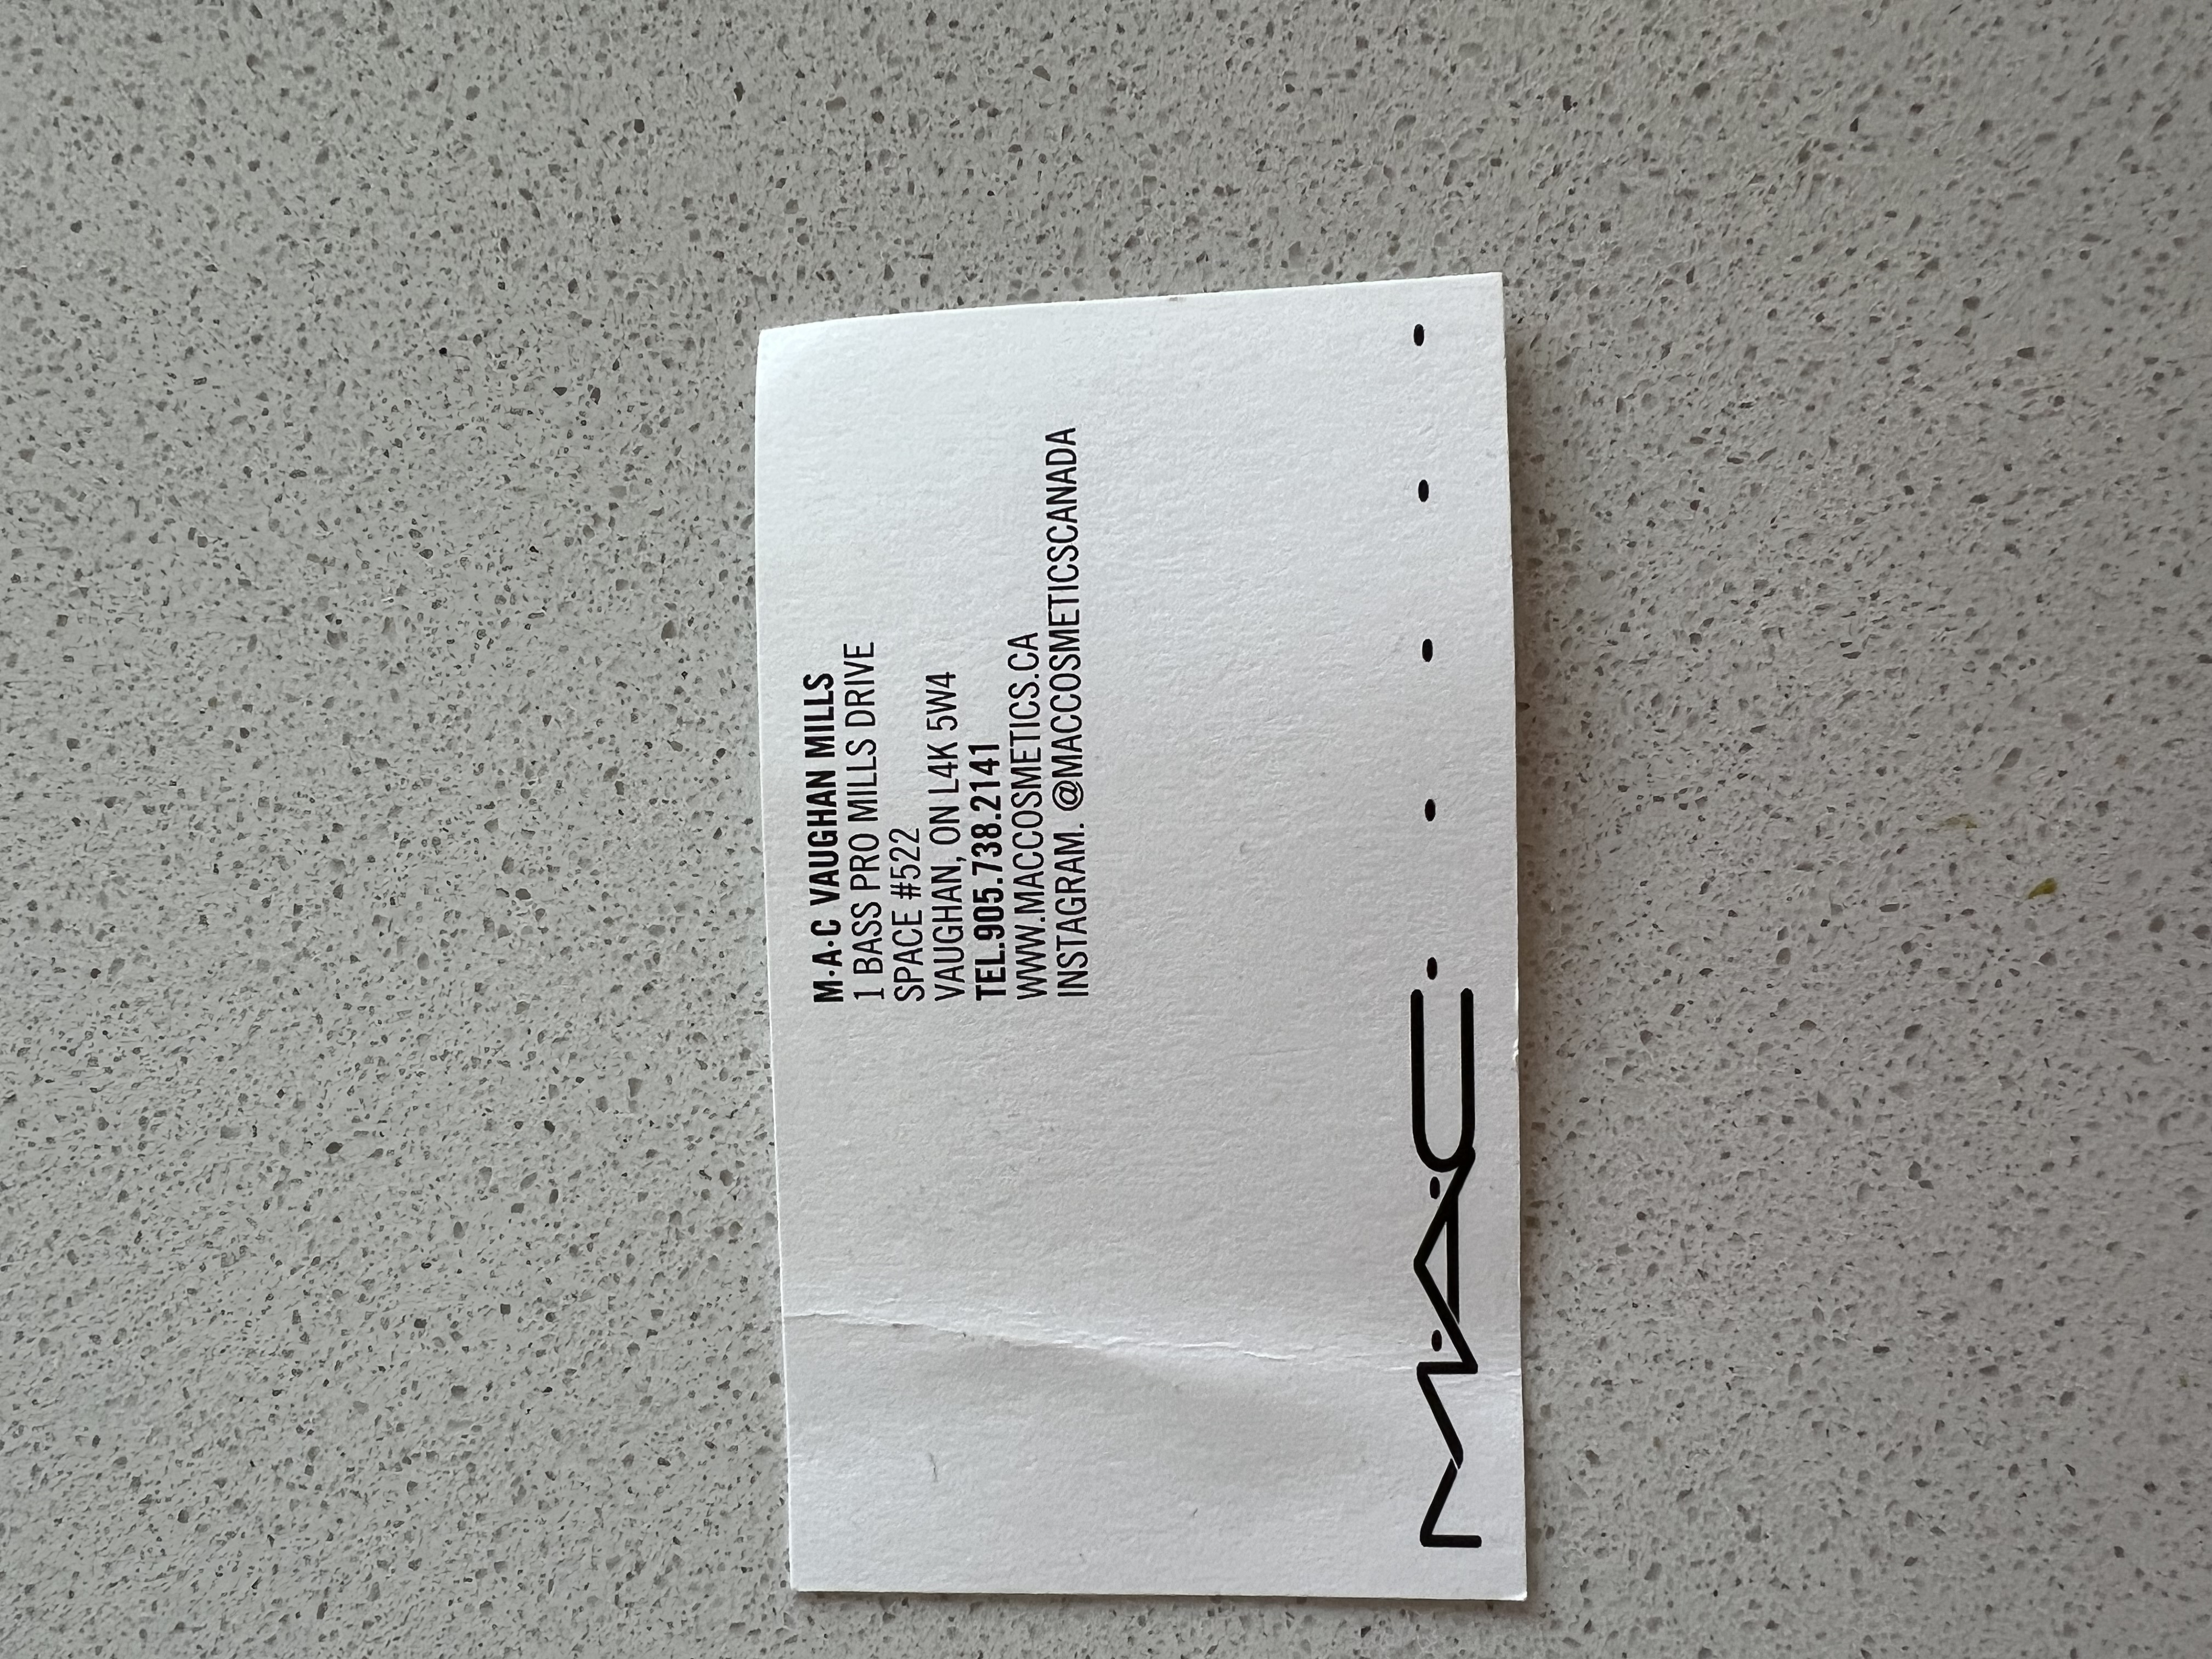 M·A·C VAUGHAN MILLS
1 BASS PRO MILLS DRIVE
SPACE #522
VAUGHAN, ON L4K 5W4
TEL.905.738.2141
WWW.MACCOSMETICS.CA
INSTAGRAM. @MACCOSMETICSCANADA
M·A·C · · · · ·